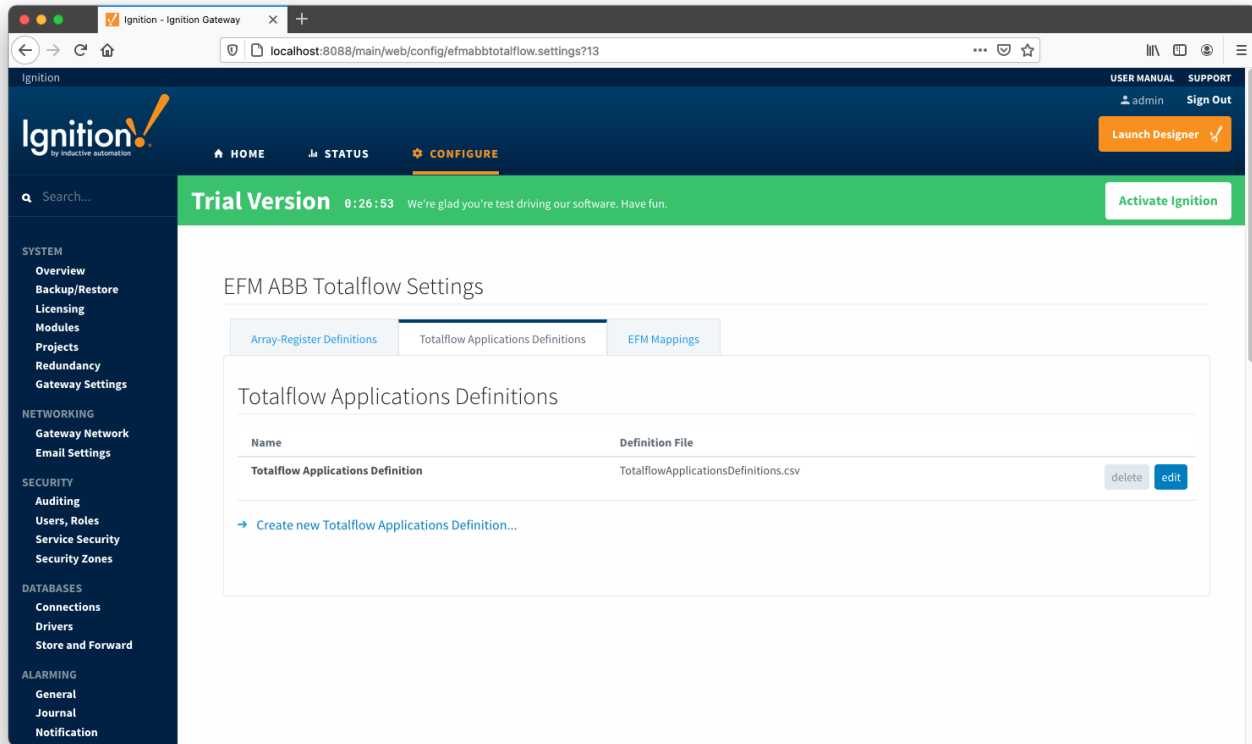 Ignition - Ignition Gateway
localhost:8088/main/web/config/efmabbtotalflow.settings?13
Ignition
USER MANUAL SUPPORT
admin Sign Out
Ignition!
by inductive automation
Launch Designer
HOME STATUS CONFIGURE
Search...
Trial Version 0:26:53 We're glad you're test driving our software. Have fun.
Activate Ignition
SYSTEM
Overview
Backup/Restore
Licensing
Modules
Projects
Redundancy
Gateway Settings
NETWORKING
Gateway Network
Email Settings
SECURITY
Auditing
Users, Roles
Service Security
Security Zones
DATABASES
Connections
Drivers
Store and Forward
ALARMING
General
Journal
Notification
EFM ABB Totalflow Settings
Array-Register Definitions Totalflow Applications Definitions EFM Mappings
Totalflow Applications Definitions
Name Definition File
Totalflow Applications Definition TotalflowApplicationsDefinitions.csv delete edit
Create new Totalflow Applications Definition...